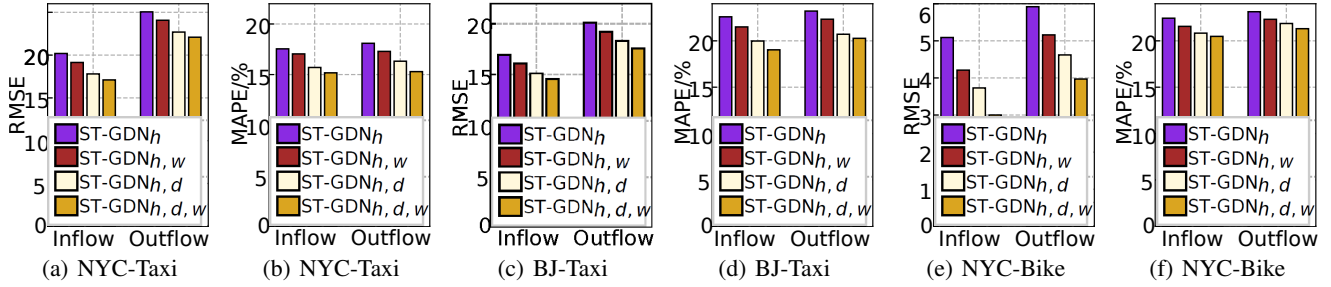 RMSE
20
15
10
5
0
ST-GDNh
ST-GDNh, w
ST-GDNh, d
ST-GDNh, d, w
Inflow Outflow
(a) NYC-Taxi
MAPE/%
20
15
10
5
0
ST-GDNh
ST-GDNh, w
ST-GDNh, d
ST-GDNh, d, w
Inflow Outflow
(b) NYC-Taxi
RMSE
20
15
10
5
0
ST-GDNh
ST-GDNh, w
ST-GDNh, d
ST-GDNh, d, w
Inflow Outflow
(c) BJ-Taxi
MAPE/%
20
15
10
5
0
ST-GDNh
ST-GDNh, w
ST-GDNh, d
ST-GDNh, d, w
Inflow Outflow
(d) BJ-Taxi
RMSE
6
5
4
3
2
1
0
ST-GDNh
ST-GDNh, w
ST-GDNh, d
ST-GDNh, d, w
Inflow Outflow
(e) NYC-Bike
MAPE/%
20
15
10
5
0
ST-GDNh
ST-GDNh, w
ST-GDNh, d
ST-GDNh, d, w
Inflow Outflow
(f) NYC-Bike